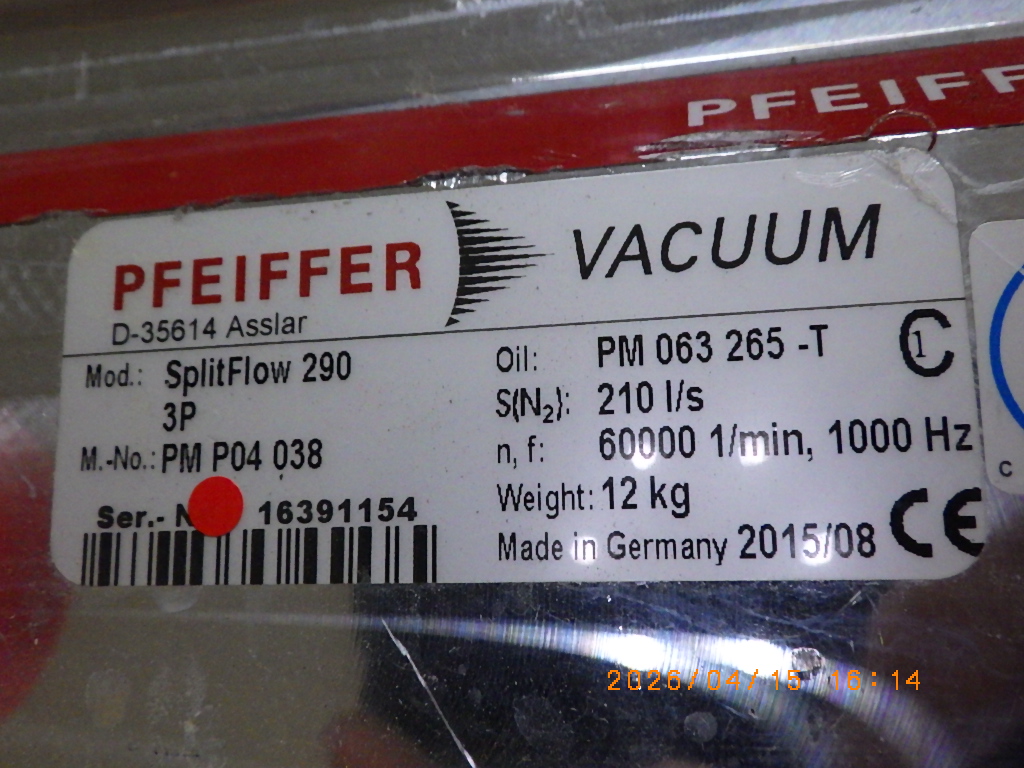 PFEIFF
PFEIFFER VACUUM
D-35614 Asslar
Mod.: SplitFlow 290
3P
M.-No.: PM P04 038
Ser.- N 16391154
Oil: PM 063 265 -T
C 1
S(N₂): 210 l/s
n, f: 60000 1/min, 1000 Hz
Weight: 12 kg
Made in Germany 2015/08 CE
C
2026/04/15 16:14